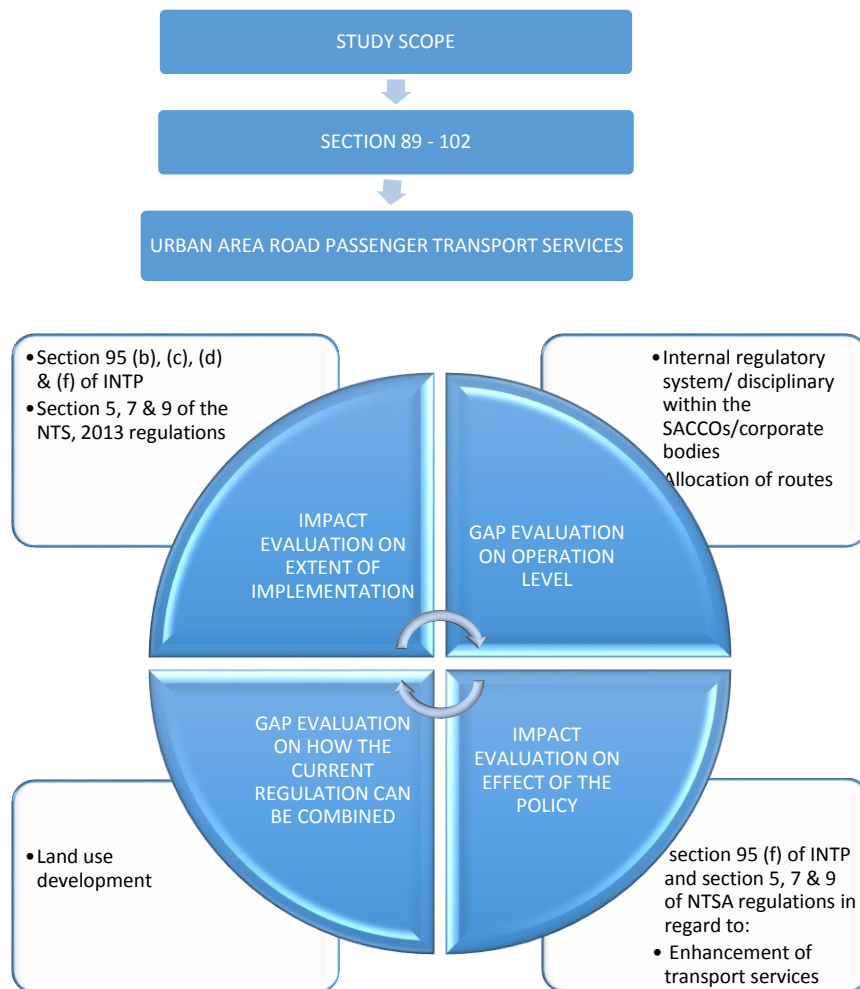 STUDY SCOPE
SECTION 89 - 102
URBAN AREA ROAD PASSENGER TRANSPORT SERVICES
•Section 95 (b), (c), (d)
& (f) of INTP
•Section 5, 7 & 9 of the
NTS, 2013 regulations
•Internal regulatory
system/ disciplinary
within the
SACCOs/corporate
bodies
Allocation of routes
IMPACT
EVALUATION ON
EXTENT OF
IMPLEMENTATION
GAP EVALUATION
ON OPERATION
LEVEL
GAP EVALUATION
ON HOW THE
CURRENT
REGULATION CAN
BE COMBINED
IMPACT
EVALUATION ON
EFFECT OF THE
POLICY
•Land use
development
section 95 (f) of INTP
and section 5, 7 & 9
of NTSA regulations in
regard to:
• Enhancement of
transport services